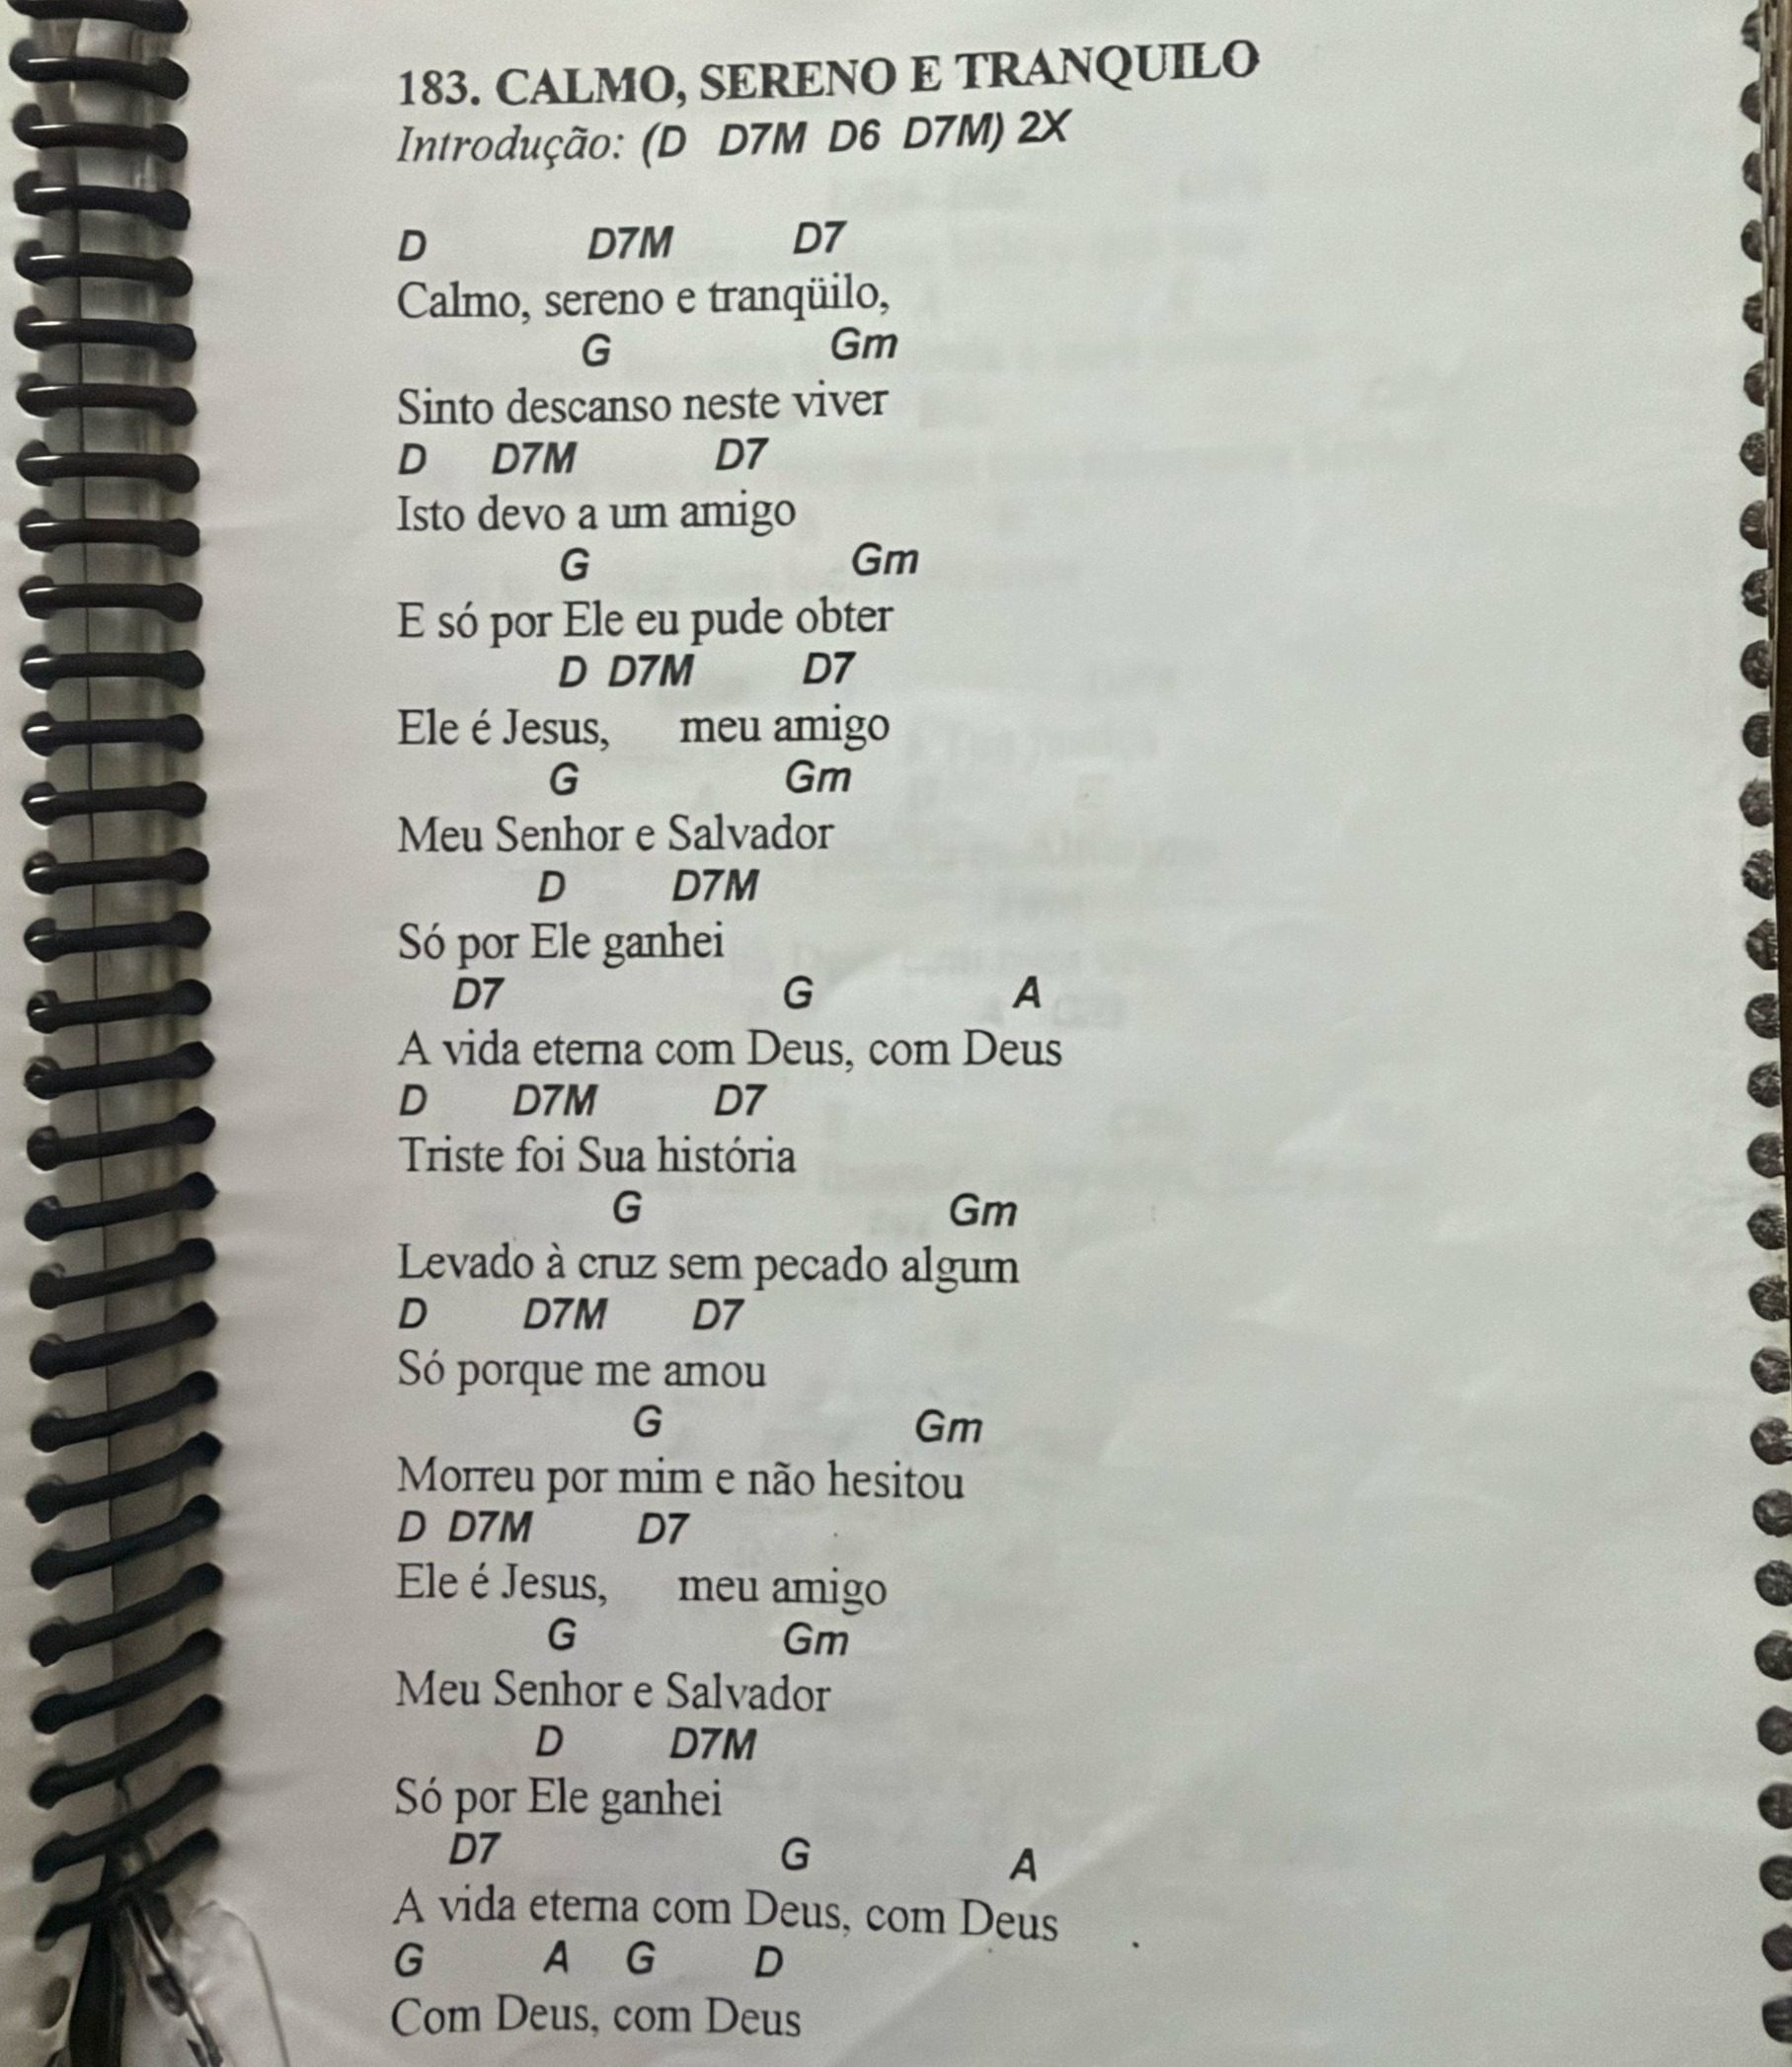 183. CALMO, SERENO E TRANQUILO
Introdução: (D D7M D6 D7M) 2X
D D7M D7
Calmo, sereno e tranqüilo,
G Gm
Sinto descanso neste viver
D D7M D7
Isto devo a um amigo
G Gm
E só por Ele eu pude obter
D D7M D7
Ele é Jesus, meu amigo
G Gm
Meu Senhor e Salvador
D D7M
Só por Ele ganhei
D7 G A
A vida eterna com Deus, com Deus
D D7M D7
Triste foi Sua história
G Gm
Levado à cruz sem pecado algum
D D7M D7
Só porque me amou
G Gm
Morreu por mim e não hesitou
D D7M D7
Ele é Jesus, meu amigo
G Gm
Meu Senhor e Salvador
D D7M
Só por Ele ganhei
D7 G A
A vida eterna com Deus, com Deus
G A G D
Com Deus, com Deus